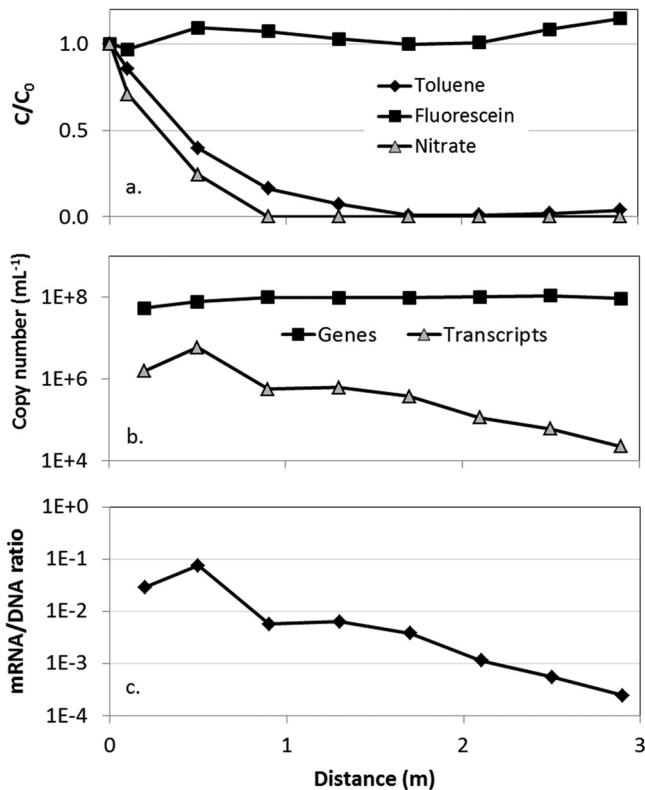 1.0
0.5
0.0
C/C0
Toluene
Fluorescein
Nitrate
a.
1E+8
1E+6
1E+4
Copy number (mL-1)
Genes Transcripts
b.
1E+0
1E-1
1E-2
1E-3
1E-4
mRNA/DNA ratio
c.
0 1 2 3
Distance (m)